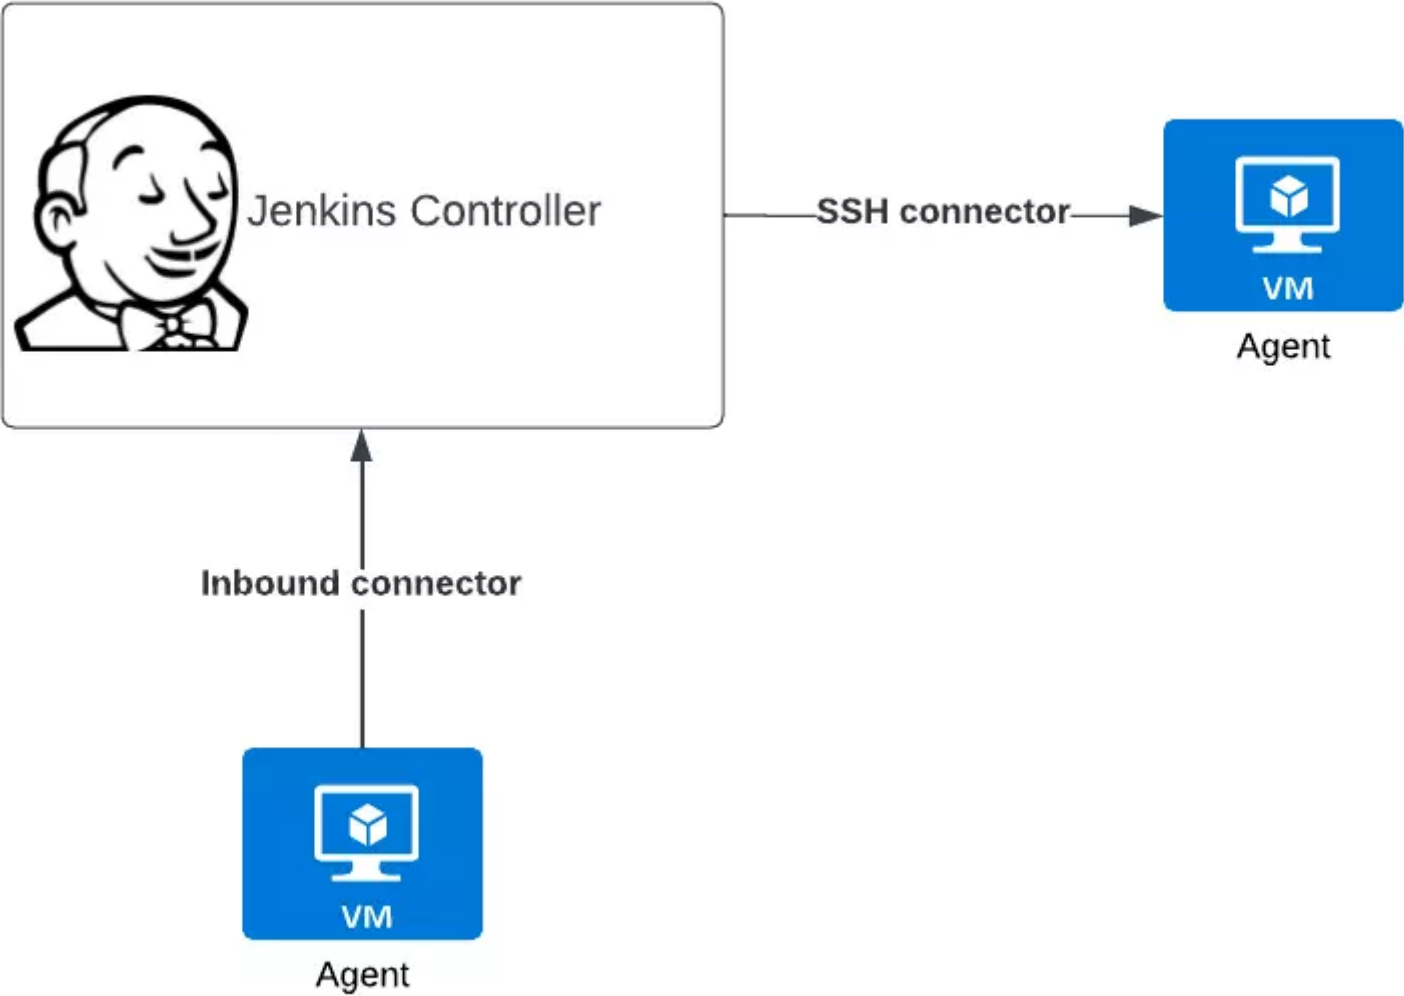 Jenkins Controller
SSH connector
VM
Agent
Inbound connector
VM
Agent